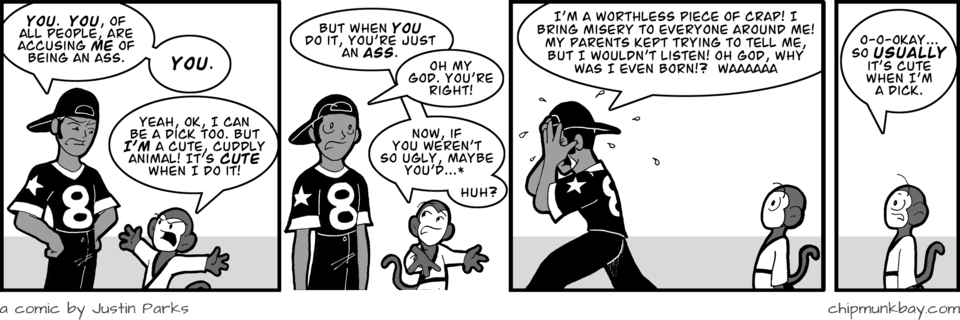 YOU. YOU, OF
ALL PEOPLE, ARE
ACCUSING ME OF
BEING AN ASS.
YOU.
YEAH, OK, I CAN
BE A DICK TOO. BUT
I'M A CUTE, CUDDLY
ANIMAL! IT'S CUTE
WHEN I DO IT!
8
BUT WHEN YOU
DO IT, YOU'RE JUST
AN ASS.
OH MY
GOD. YOU'RE
RIGHT!
NOW, IF
YOU WEREN'T
SO UGLY, MAYBE
YOU'D...*
HUH?
8
I'M A WORTHLESS PIECE OF CRAP! I
BRING MISERY TO EVERYONE AROUND ME!
MY PARENTS KEPT TRYING TO TELL ME,
BUT I WOULDN'T LISTEN! OH GOD, WHY
WAS I EVEN BORN!? WAAAAAA
8
O-O-OKAY...
SO USUALLY
IT'S CUTE
WHEN I'M
A DICK.
a comic by Justin Parks
chipmunkbay.com